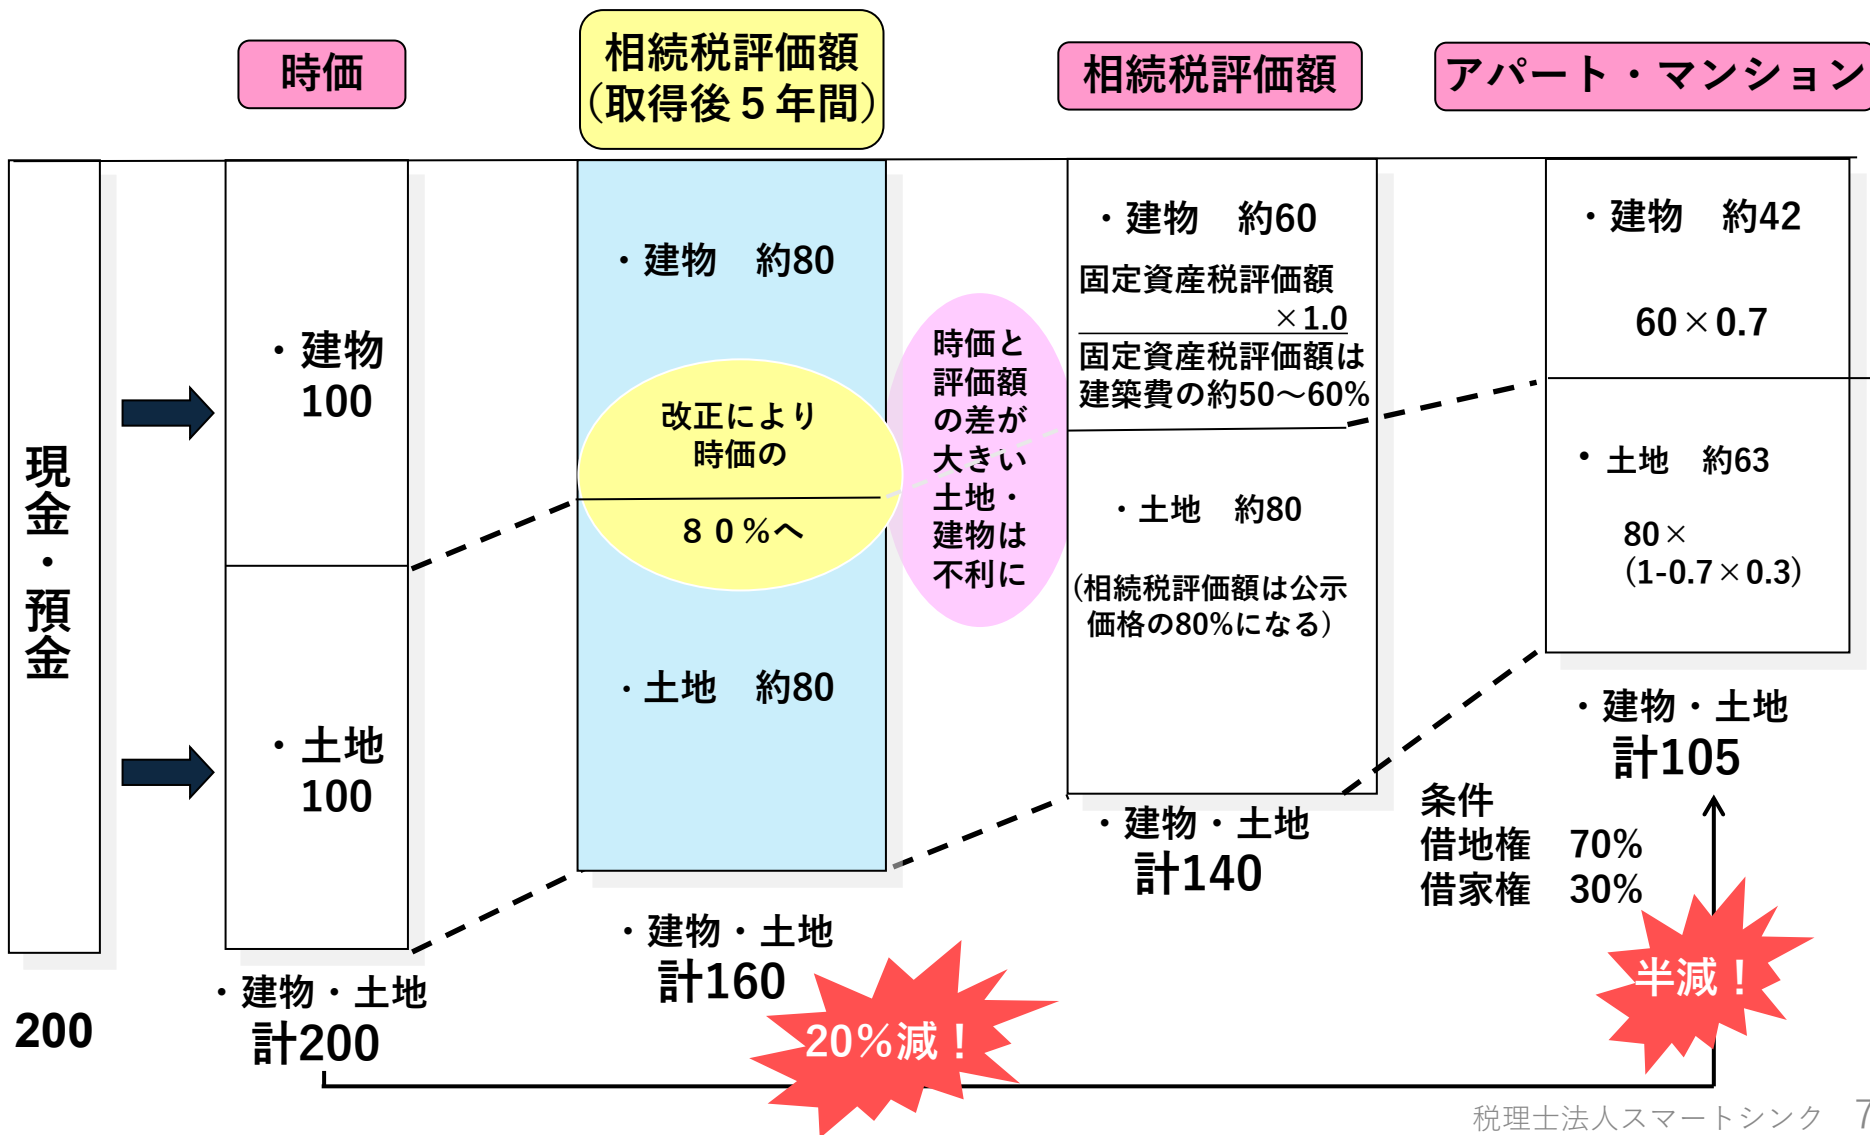 時価
相続税評価額
（取得後５年間）
相続税評価額
アパート・マンション
現金・預金
200
・建物
100
・土地
100
・建物・土地
計200
・建物　約80
改正により
時価の
８０％へ
・土地　約80
・建物・土地
計160
20％減！
時価と
評価額
の差が
大きい
土地・
建物は
不利に
・建物　約60
固定資産税評価額
×1.0
固定資産税評価額は
建築費の約50～60%
・土地　約80
（相続税評価額は公示
価格の80%になる）
・建物・土地
計140
・建物　約42
60×0.7
・土地　約63
80×
（1-0.7×0.3）
・建物・土地
計105
条件
借地権　70%
借家権　30%
半減！
税理士法人スマートシンク　7